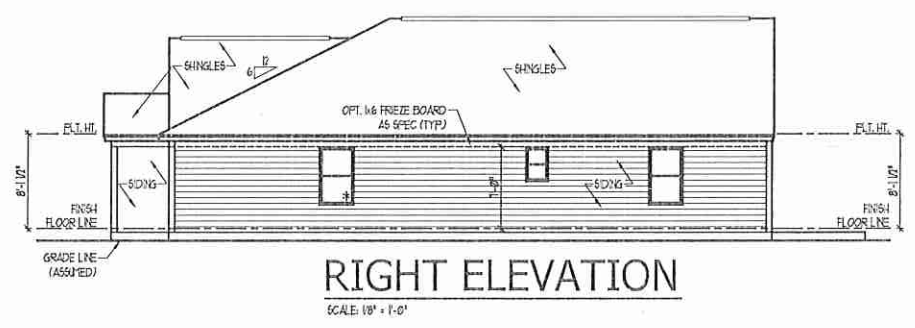 12
6
SHINGLES
SHINGLES
OPT. 1x6 FRIEZE BOARD
AS SPEC (TYP.)
PLT. HT.
PLT. HT.
8'-1 1/2"
SIDING
SIDING
8'-1 1/2"
FINISH
FLOOR LINE
FINISH
FLOOR LINE
GRADE LINE
(ASSUMED)
RIGHT ELEVATION
SCALE: 1/8" = 1'-0"